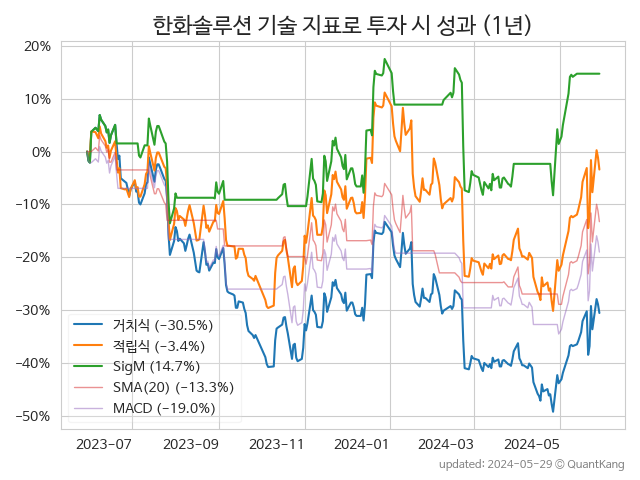 한화솔루션 기술 지표로 투자 시 성과 (1년)
20%
10%
0%
−10%
−20%
−30%
−40%
−50%
거치식 (−30.5%)
적립식 (−3.4%)
SigM (14.7%)
SMA(20) (−13.3%)
MACD (−19.0%)
2023−07 2023−09 2023−11 2024−01 2024−03 2024−05
updated: 2024−05−29 © QuantKang